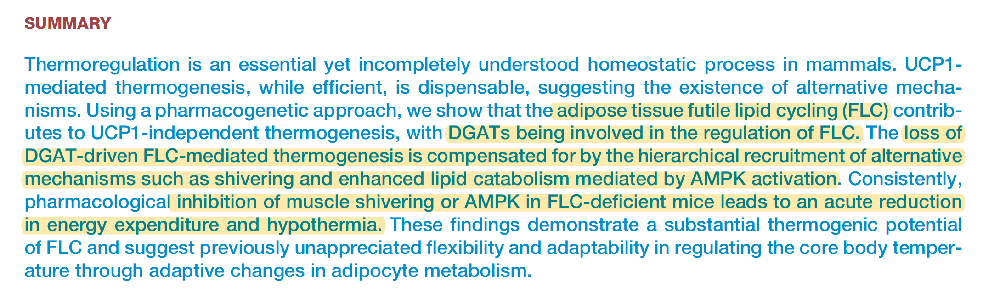 SUMMARY
Thermoregulation is an essential yet incompletely understood homeostatic process in mammals. UCP1-
mediated thermogenesis, while efficient, is dispensable, suggesting the existence of alternative mecha-
nisms. Using a pharmacogenetic approach, we show that the adipose tissue futile lipid cycling (FLC) contrib-
utes to UCP1-independent thermogenesis, with DGATs being involved in the regulation of FLC. The loss of
DGAT-driven FLC-mediated thermogenesis is compensated for by the hierarchical recruitment of alternative
mechanisms such as shivering and enhanced lipid catabolism mediated by AMPK activation. Consistently,
pharmacological inhibition of muscle shivering or AMPK in FLC-deficient mice leads to an acute reduction
in energy expenditure and hypothermia. These findings demonstrate a substantial thermogenic potential
of FLC and suggest previously unappreciated flexibility and adaptability in regulating the core body temper-
ature through adaptive changes in adipocyte metabolism.